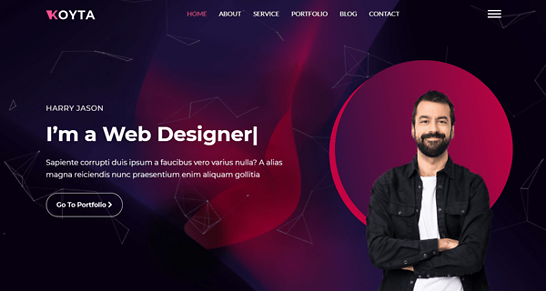 KOYTA
HOME ABOUT SERVICE PORTFOLIO BLOG CONTACT
HARRY JASON
I'm a Web Designer|
Sapiente corrupti duis ipsum a faucibus vero varius nulla? A alias
magna reiciendis nunc praesentium enim aliquam gollitia
Go To Portfolio